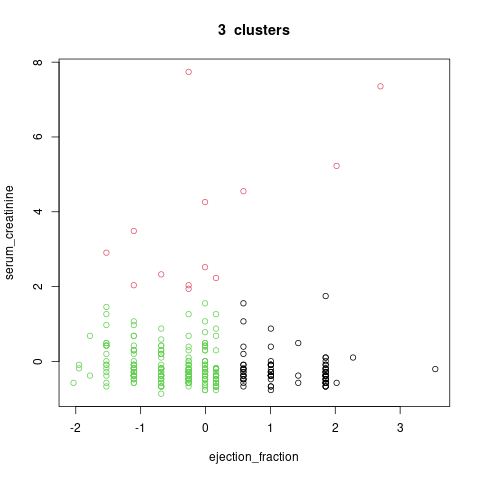 3 clusters
serum_creatinine
8
6
4
2
0
-2 -1 0 1 2 3
ejection_fraction